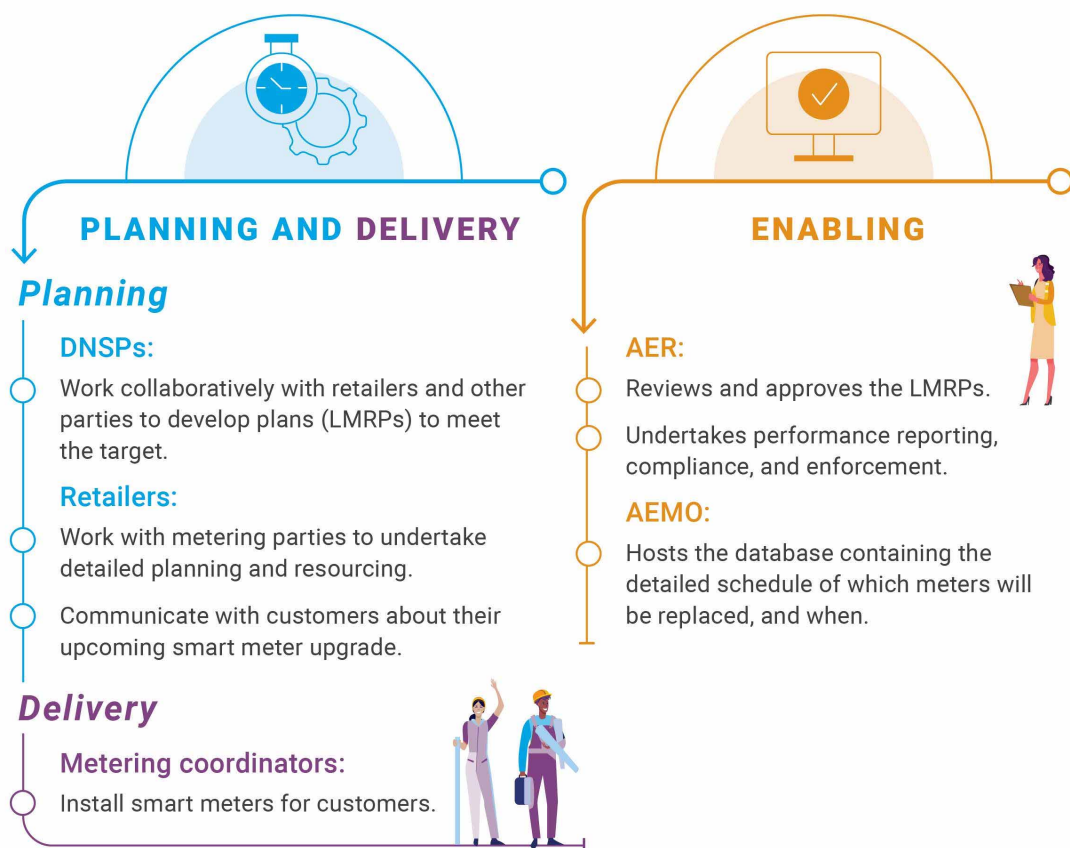 PLANNING AND DELIVERY
Planning
DNSPs:
Work collaboratively with retailers and other
parties to develop plans (LMRPs) to meet
the target.
Retailers:
Work with metering parties to undertake
detailed planning and resourcing.
Communicate with customers about their
upcoming smart meter upgrade.
Delivery
Metering coordinators:
Install smart meters for customers.
ENABLING
AER:
Reviews and approves the LMRPs.
Undertakes performance reporting,
compliance, and enforcement.
AEMO:
Hosts the database containing the
detailed schedule of which meters will
be replaced, and when.